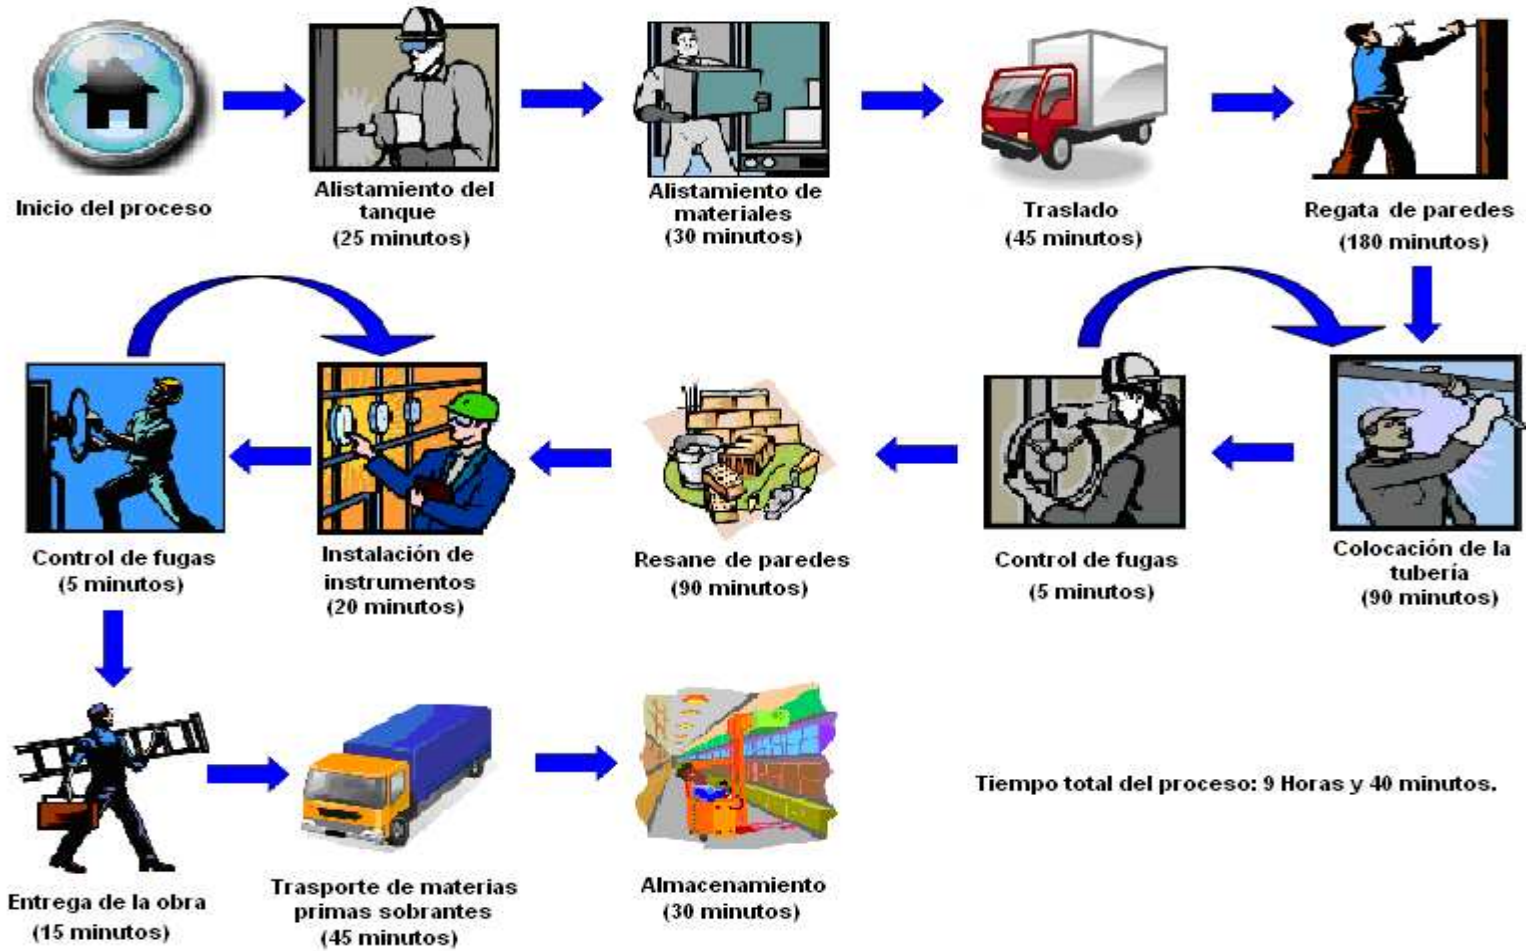 Inicio del proceso
Alistamiento del
tanque
(25 minutos)
Alistamiento de
materiales
(30 minutos)
Traslado
(45 minutos)
Regata de paredes
(180 minutos)
Colocación de la
tubería
(90 minutos)
Control de fugas
(5 minutos)
Resane de paredes
(90 minutos)
Instalación de
instrumentos
(20 minutos)
Control de fugas
(5 minutos)
Entrega de la obra
(15 minutos)
Trasporte de materias
primas sobrantes
(45 minutos)
Almacenamiento
(30 minutos)
Tiempo total del proceso: 9 Horas y 40 minutos.